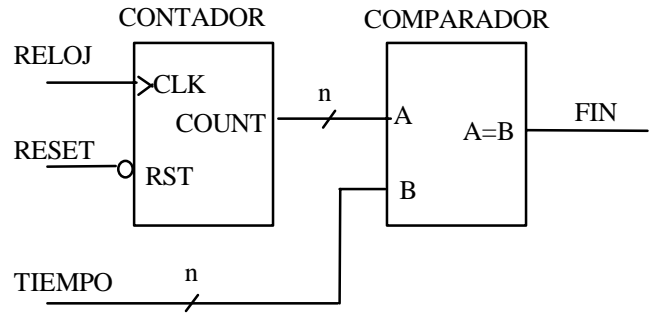 CONTADOR
COMPARADOR
RELOJ
CLK
COUNT
n
A
A=B
FIN
RESET
RST
B
TIEMPO
n